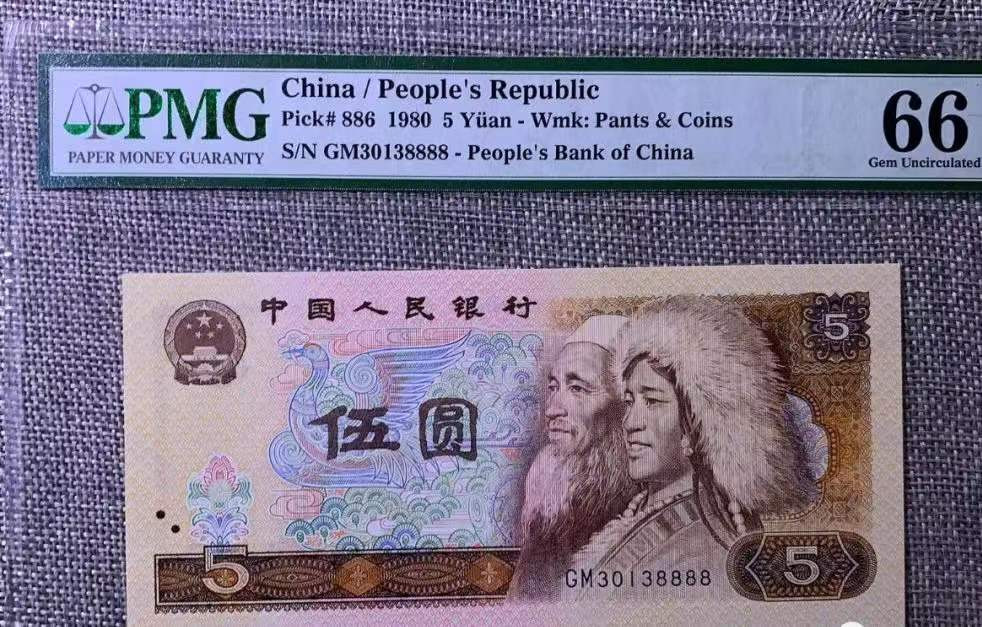 PMG
PAPER MONEY GUARANTY
China / People's Republic
Pick# 886 1980 5 Yüan - Wmk: Pants & Coins
S/N GM30138888 - People's Bank of China
66
Gem Uncirculated
中国人民银行
5
伍圆
5
GM30138888
5